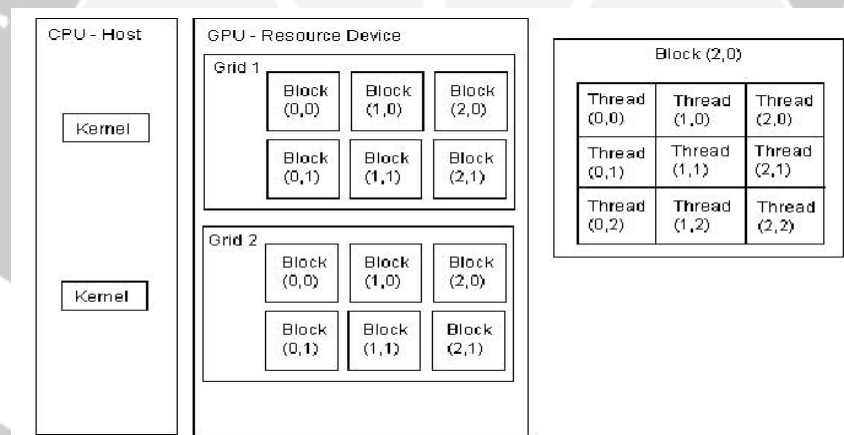 CPU - Host
Kernel
Kernel
GPU - Resource Device
Grid 1
Block Block Block
(0,0) (1,0) (2,0)
Block Block Block
(0,1) (1,1) (2,1)
Grid 2
Block Block Block
(0,0) (1,0) (2,0)
Block Block Block
(0,1) (1,1) (2,1)
Block (2,0)
Thread Thread Thread
(0,0) (1,0) (2,0)
Thread Thread Thread
(0,1) (1,1) (2,1)
Thread Thread Thread
(0,2) (1,2) (2,2)